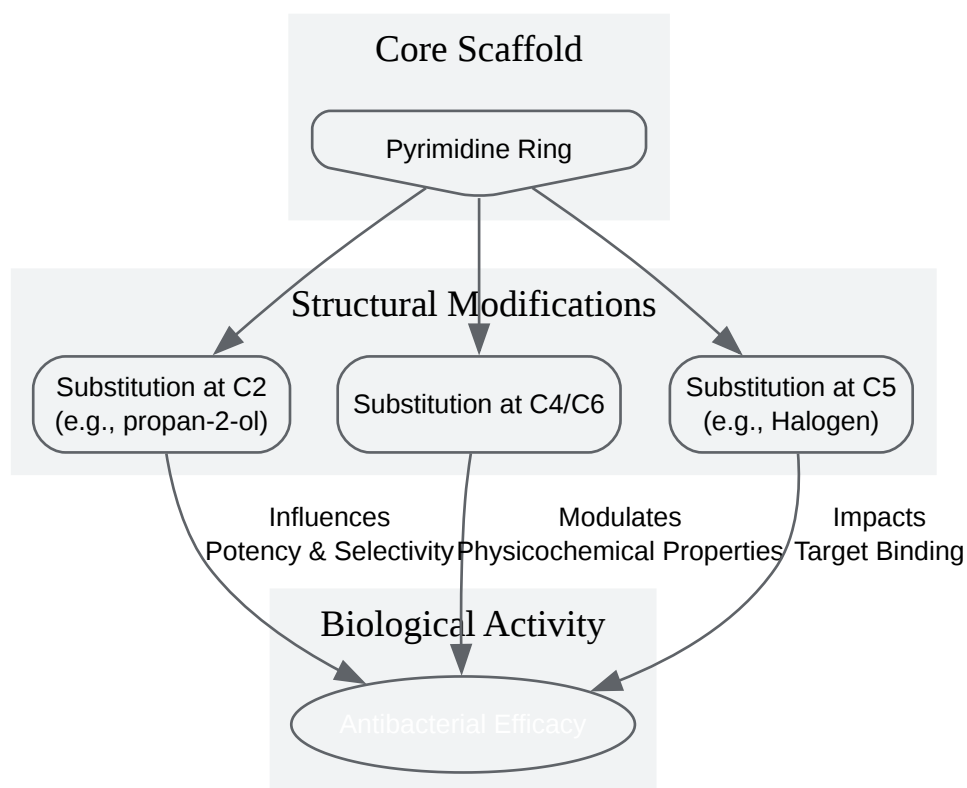 Core Scaffold
Pyrimidine Ring
Structural Modifications
Substitution at C2
(e.g., propan-2-ol)
Substitution at C4/C6
Substitution at C5
(e.g., Halogen)
Influences
Potency & Selectivity
Modulates
Physicochemical Properties
Impacts
Target Binding
Biological Activity
Antibacterial Efficacy